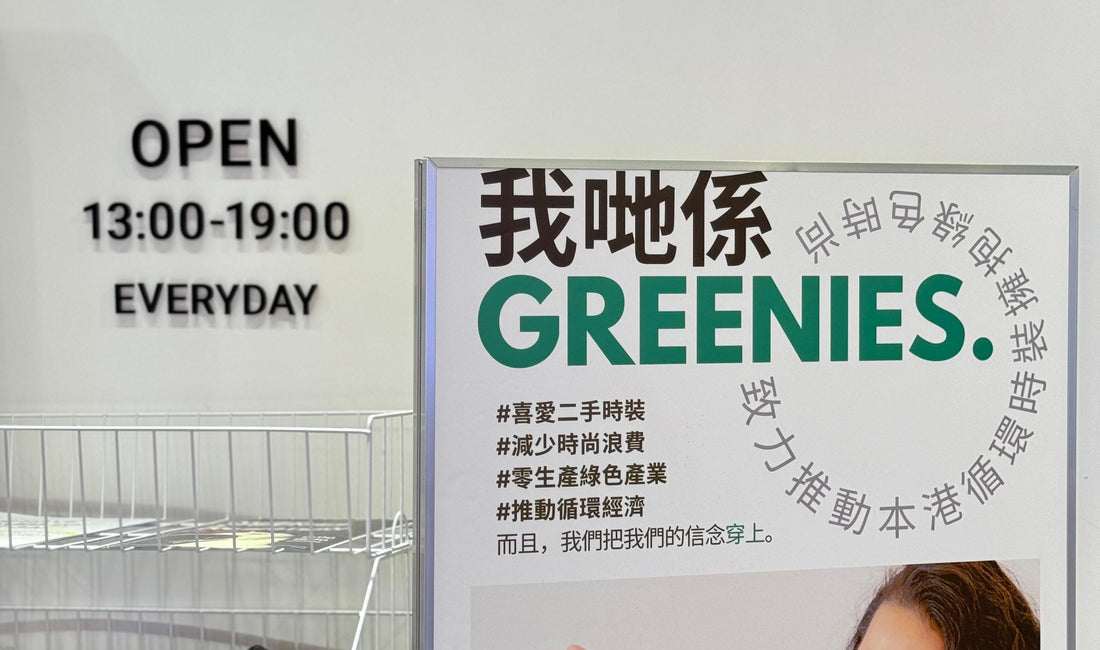 OPEN
13:00-19:00
EVERYDAY
我哋係
GREENIES.
致力推動本港循環時裝擁抱綠色時尚
#喜愛二手時裝
#減少時尚浪費
#零生產綠色產業
#推動循環經濟
而且，我們把我們的信念穿上。